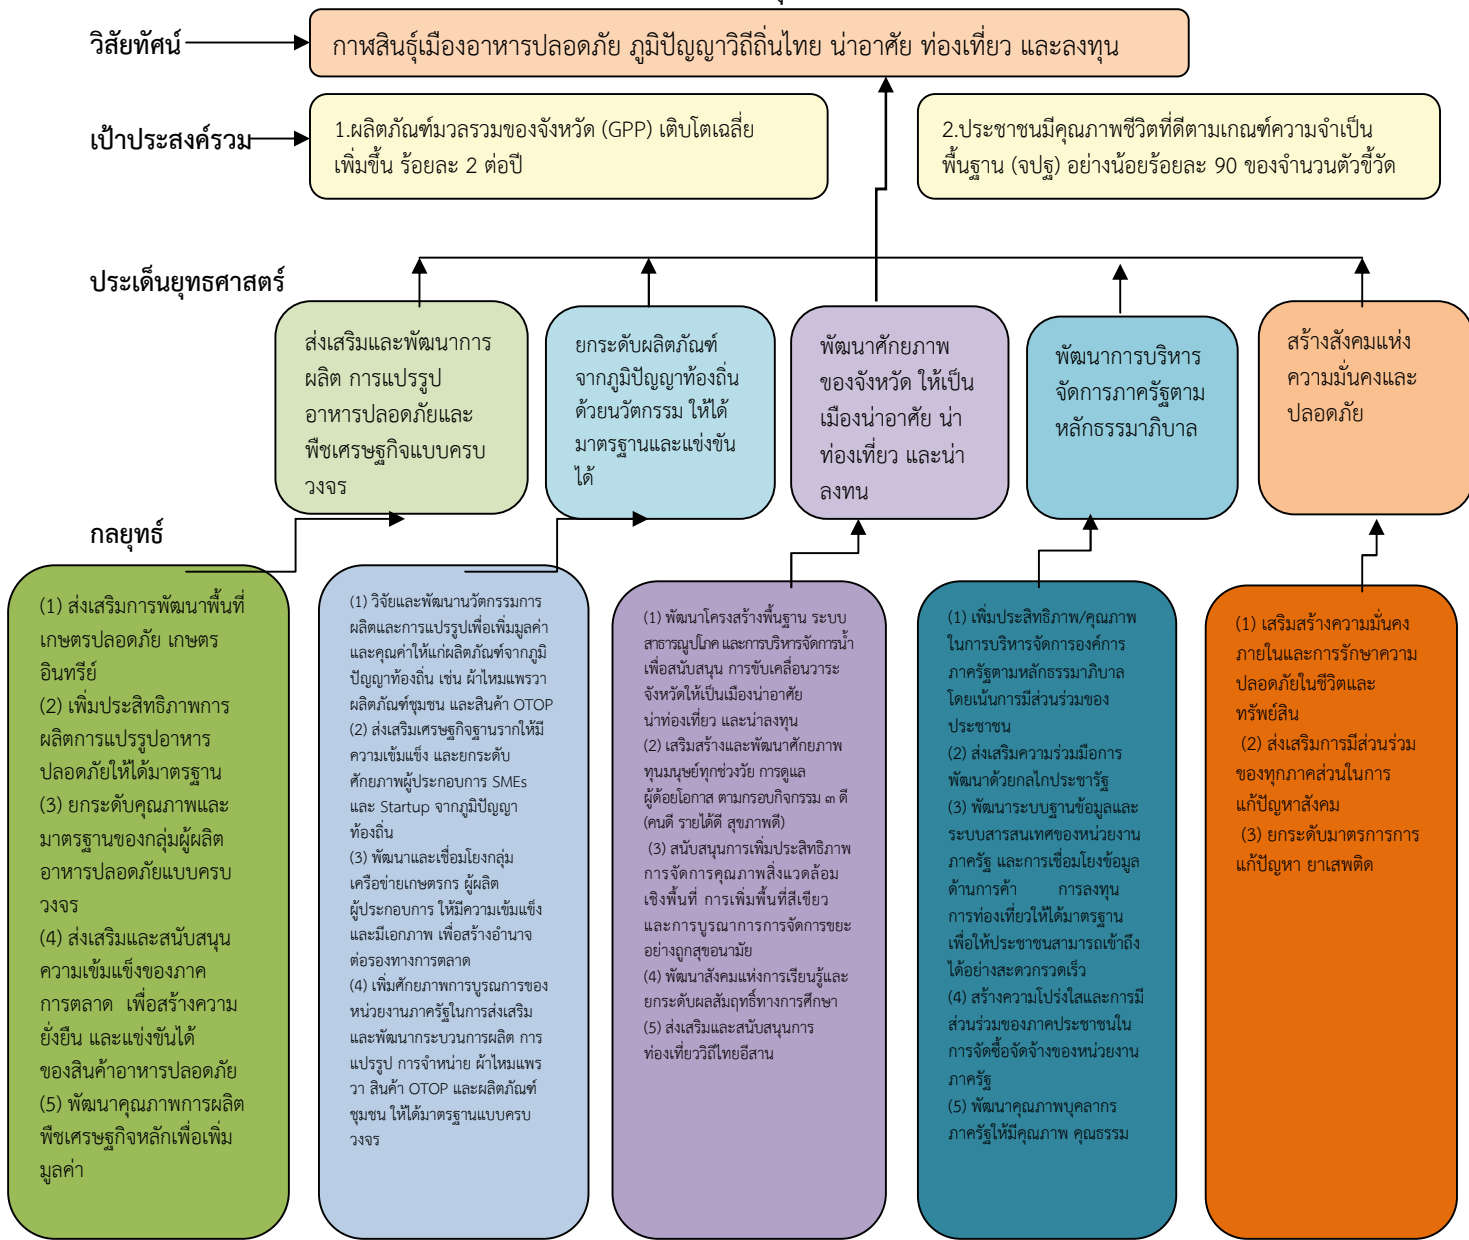 วิสัยทัศน์
กาฬสินธุ์เมืองอาหารปลอดภัย ภูมิปัญญาวิถีถิ่นไทย น่าอาศัย ท่องเที่ยว และลงทุน
เป้าประสงค์รวม
1.ผลิตภัณฑ์มวลรวมของจังหวัด (GPP) เติบโตเฉลี่ย
เพิ่มขึ้น ร้อยละ 2 ต่อปี
2.ประชาชนมีคุณภาพชีวิตที่ดีตามเกณฑ์ความจำเป็น
พื้นฐาน (จปฐ) อย่างน้อยร้อยละ 90 ของจำนวนตัวชี้วัด
ประเด็นยุทธศาสตร์
ส่งเสริมและพัฒนาการ
ผลิต การแปรรูป
อาหารปลอดภัยและ
พืชเศรษฐกิจแบบครบ
วงจร
ยกระดับผลิตภัณฑ์
จากภูมิปัญญาท้องถิ่น
ด้วยนวัตกรรม ให้ได้
มาตรฐานและแข่งขัน
ได้
พัฒนาศักยภาพ
ของจังหวัด ให้เป็น
เมืองน่าอาศัย น่า
ท่องเที่ยว และน่า
ลงทน
พัฒนาการบริหาร
จัดการภาครัฐตาม
หลักธรรมาภิบาล
สร้างสังคมแห่ง
ความมั่นคงและ
ปลอดภัย
กลยุทธ์
(1) ส่งเสริมการพัฒนาพื้นที่
เกษตรปลอดภัย เกษตร
อินทรีย์
(2) เพิ่มประสิทธิภาพการ
ผลิตการแปรรูปอาหาร
ปลอดภัยให้ได้มาตรฐาน
(3) ยกระดับคุณภาพและ
มาตรฐานของกลุ่มผู้ผลิต
อาหารปลอดภัยแบบครบ
วงจร
(4) ส่งเสริมและสนับสนุน
ความเข้มแข็งของภาค
การตลาด เพื่อสร้างความ
ยั่งยืน และแข่งขันได้
ของสินค้าอาหารปลอดภัย
(5) พัฒนาคุณภาพการผลิต
พืชเศรษฐกิจหลักเพื่อเพิ่ม
มูลค่า
(1) วิจัยและพัฒนานวัตกรรมการ
ผลิตและการแปรรูปเพื่อเพิ่มมูลค่า
และคุณค่าให้แก่ผลิตภัณฑ์จากภูมิ
ปัญญาท้องถิ่น เช่น ผ้าไหมแพรวา
ผลิตภัณฑ์ชุมชน และสินค้า OTOP
(2) ส่งเสริมเศรษฐกิจฐานรากให้มี
ความเข้มแข็ง และยกระดับ
ศักยภาพผู้ประกอบการ SMEs
และ Startup จากภูมิปัญญา
ท้องถิ่น
(3) พัฒนาและเชื่อมโยงกลุ่ม
เครือข่ายเกษตรกร ผู้ผลิต
ผู้ประกอบการ ให้มีความเข้มแข็ง
และมีเอกภาพ เพื่อสร้างอำนาจ
ต่อรองทางการตลาด
(4) เพิ่มศักยภาพการบูรณการของ
หน่วยงานภาครัฐในการส่งเสริม
และพัฒนากระบวนการผลิต การ
แปรรูป การจำหน่าย ผ้าไหมแพร
วา สินค้า OTOP และผลิตภัณฑ์
ชุมชน ให้ได้มาตรฐานแบบครบ
วงจร
(1) พัฒนาโครงสร้างพื้นฐาน ระบบ
สาธารณูปโภค และการบริหารจัดการน้ำ
เพื่อสนับสนุน การขับเคลื่อนวาระ
จังหวัดให้เป็นเมืองน่าอาศัย
น่าท่องเที่ยว และน่าลงทุน
(2) เสริมสร้างและพัฒนาศักยภาพ
ทุนมนุษย์ทุกช่วงวัย การดูแล
ผู้ด้อยโอกาส ตามกรอบกิจกรรม ๓ ดี
(คนดี รายได้ดี สุขภาพดี)
(3) สนับสนุนการเพิ่มประสิทธิภาพ
การจัดการคุณภาพสิ่งแวดล้อม
เชิงพื้นที่ การเพิ่มพื้นที่สีเขียว
และการบูรณาการการจัดการขยะ
อย่างถูกสุขอนามัย
(4) พัฒนาสังคมแห่งการเรียนรู้และ
ยกระดับผลสัมฤทธิ์ทางการศึกษา
(5) ส่งเสริมและสนับสนุนการ
ท่องเที่ยววิถีไทยอีสาน
(1) เพิ่มประสิทธิภาพ/คุณภาพ
ในการบริหารจัดการองค์การ
ภาครัฐตามหลักธรรมาภิบาล
โดยเน้นการมีส่วนร่วมของ
ประชาชน
(2) ส่งเสริมความร่วมมือการ
พัฒนาด้วยกลไกประชารัฐ
(3) พัฒนาระบบฐานข้อมูลและ
ระบบสารสนเทศของหน่วยงาน
ภาครัฐ และการเชื่อมโยงข้อมูล
ด้านการค้า การลงทุน
การท่องเที่ยวให้ได้มาตรฐาน
เพื่อให้ประชาชนสามารถเข้าถึง
ได้อย่างสะดวกรวดเร็ว
(4) สร้างความโปร่งใสและการมี
ส่วนร่วมของภาคประชาชนใน
การจัดซื้อจัดจ้างของหน่วยงาน
ภาครัฐ
(5) พัฒนาคุณภาพบุคลากร
ภาครัฐให้มีคุณภาพ คุณธรรม
(1) เสริมสร้างความมั่นคง
ภายในและการรักษาความ
ปลอดภัยในชีวิตและ
ทรัพย์สิน
(2) ส่งเสริมการมีส่วนร่วม
ของทุกภาคส่วนในการ
แก้ปัญหาสังคม
(3) ยกระดับมาตรการการ
แก้ปัญหา ยาเสพติด